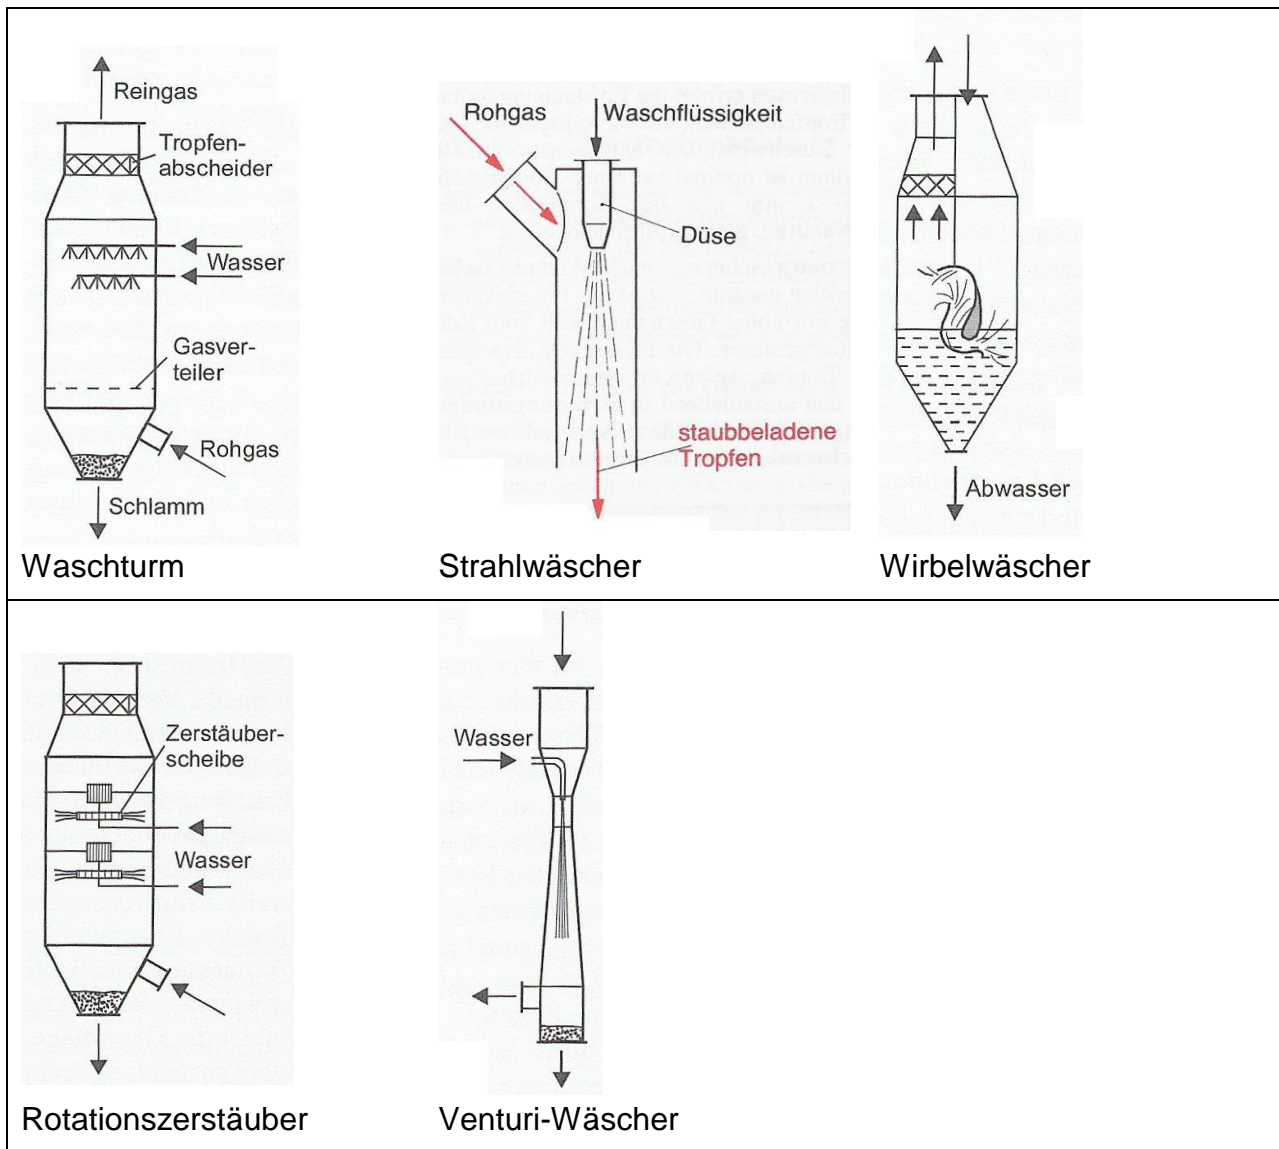 Reingas
Tropfen-
abscheider
Wasser
Gasver-
teiler
Rohgas
Schlamm
Waschturm
Rohgas
Waschflüssigkeit
Düse
staubbeladene
Tropfen
Strahlwäscher
Abwasser
Wirbelwäscher
Zerstäuber-
scheibe
Wasser
Rotationszerstäuber
Wasser
Venturi-Wäscher